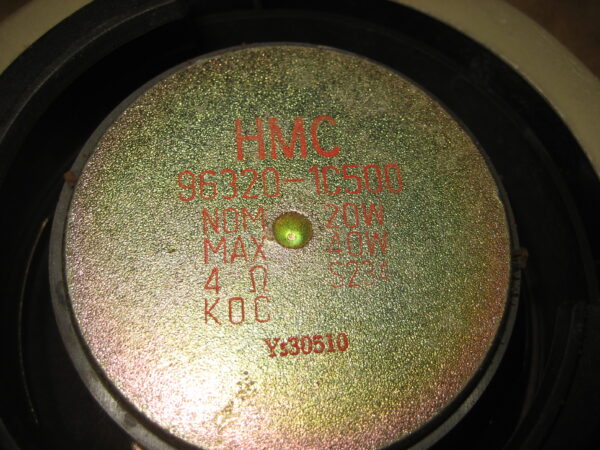 HMC
96320-1C500
NOM 20W
MAX 40W
4 Ω
KOC
Ys30510